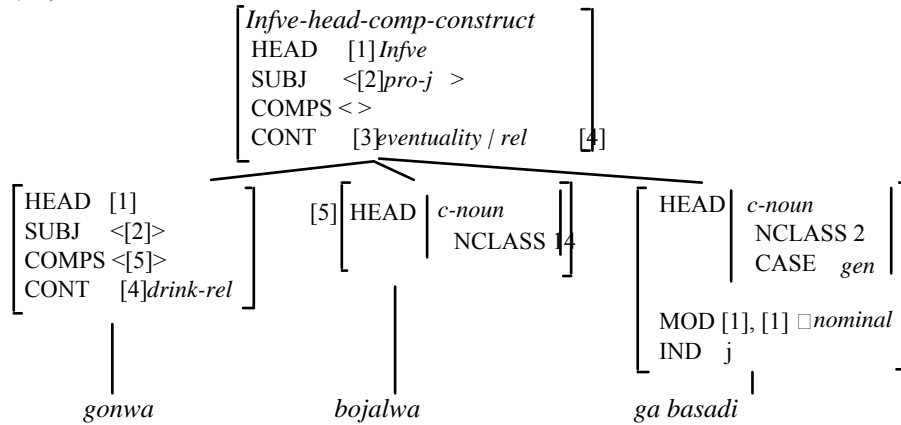 Infve-head-comp-construct
HEAD [1] Infve
SUBJ <[2]pro-j >
COMPS < >
CONT [3]eventuality / rel [4]
HEAD [1]
SUBJ <[2]>
COMPS <[5]>
CONT [4]drink-rel
[5] HEAD c-noun
NCLASS 14
HEAD c-noun
NCLASS 2
CASE gen
MOD [1], [1] □nominal
IND j
gonwa bojalwa ga basadi